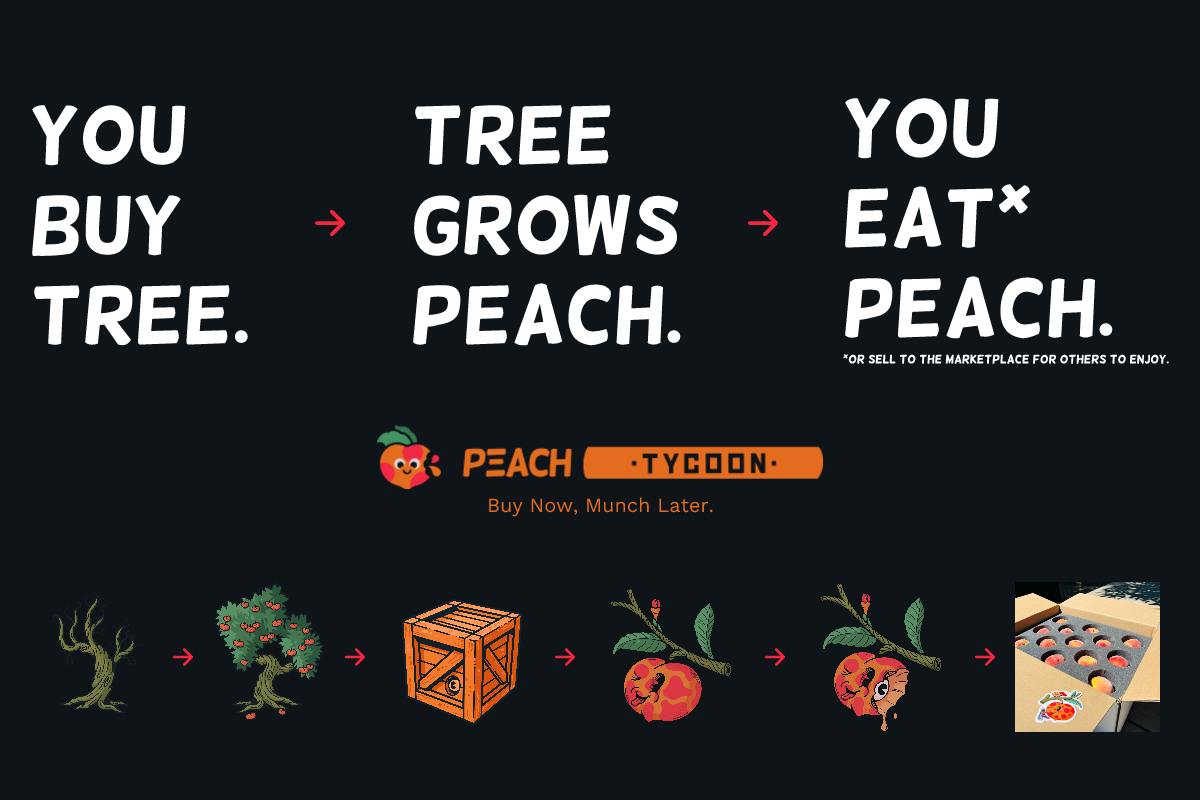 YOU
BUY
TREE.
TREE
GROWS
PEACH.
YOU
EAT*
PEACH.
*OR SELL TO THE MARKETPLACE FOR OTHERS TO ENJOY.
PEACH ·TYCOON·
Buy Now, Munch Later.